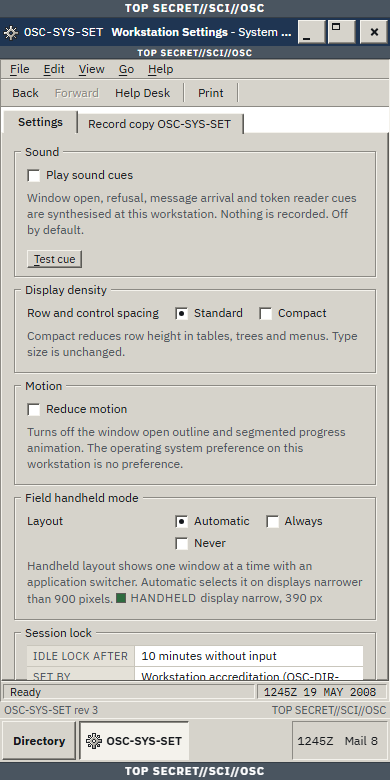 TOP SECRET//SCI//OSC
OSC-SYS-SET Workstation Settings - System ...
TOP SECRET//SCI//OSC
File Edit View Go Help
Back Forward Help Desk Print
Settings Record copy OSC-SYS-SET
Sound
Play sound cues
Window open, refusal, message arrival and token reader cues
are synthesised at this workstation. Nothing is recorded. Off
by default.
Test cue
Display density
Row and control spacing Standard Compact
Compact reduces row height in tables, trees and menus. Type
size is unchanged.
Motion
Reduce motion
Turns off the window open outline and segmented progress
animation. The operating system preference on this
workstation is no preference.
Field handheld mode
Layout Automatic Always
Never
Handheld layout shows one window at a time with an
application switcher. Automatic selects it on displays narrower
than 900 pixels. HANDHELD display narrow, 390 px
Session lock
IDLE LOCK AFTER 10 minutes without input
SET BY Workstation accreditation (OSC-DIR-
Ready 1245Z 19 MAY 2008
OSC-SYS-SET rev 3 TOP SECRET//SCI//OSC
Directory OSC-SYS-SET 1245Z Mail 8
TOP SECRET//SCI//OSC